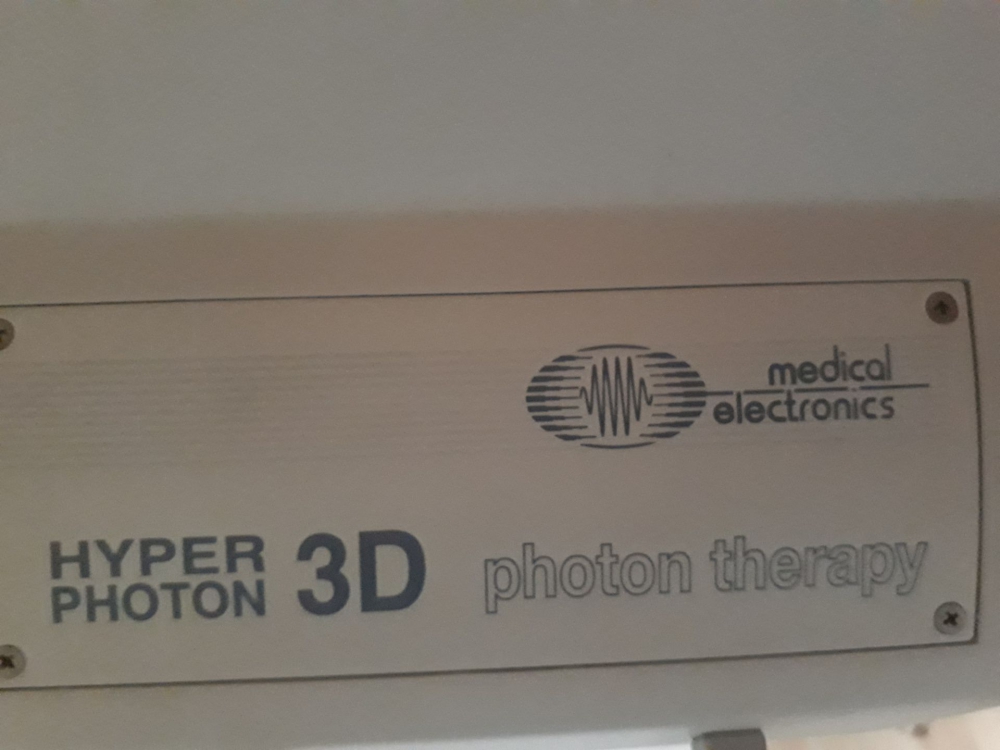 medical
electronics
HYPER
PHOTON
3D
photon therapy